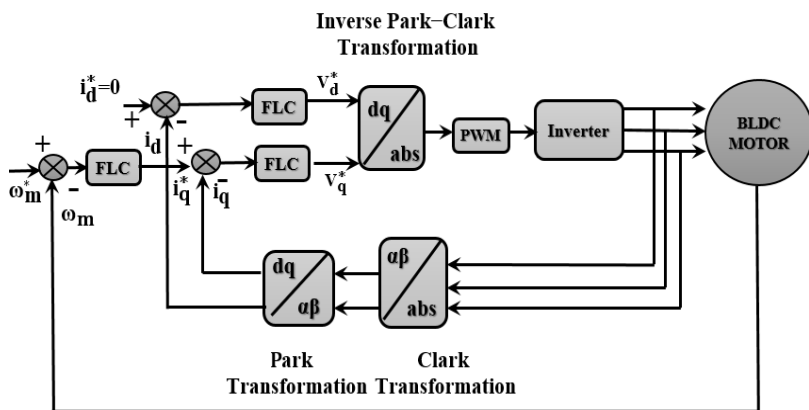 Inverse Park–Clark
Transformation
i*d=0
+
-
FLC
V*d
dq
abs
PWM
Inverter
BLDC
MOTOR
id
+
-
ω*m
ωm
FLC
i*q
+
-
iq
FLC
V*q
dq
αβ
αβ
abs
Park
Transformation
Clark
Transformation